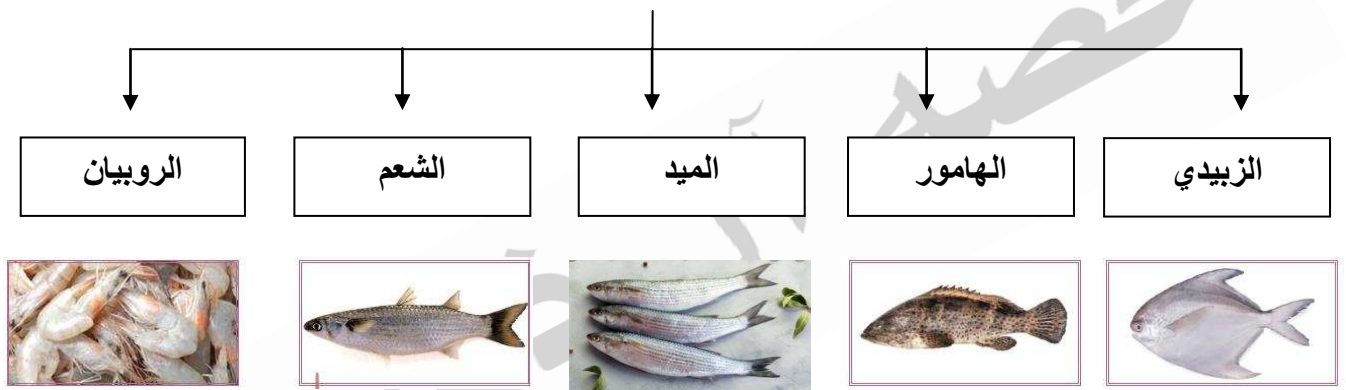 الزبيدي
الهامور
الميد
الشعم
الروبيان